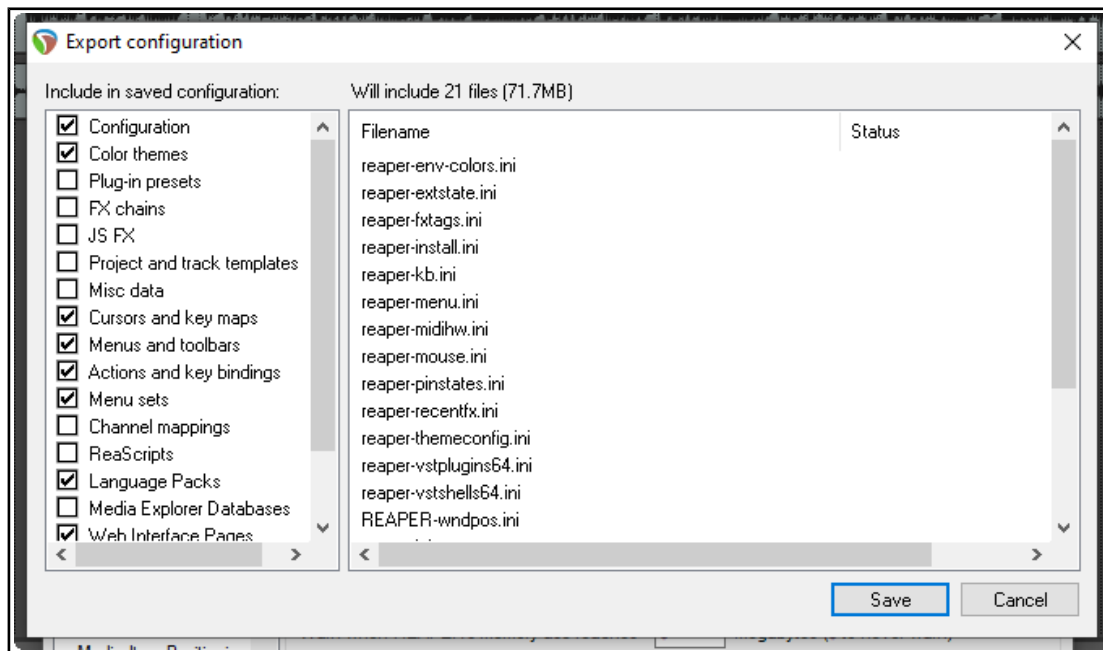 Export configuration
Include in saved configuration:
Will include 21 files (71.7MB)
Configuration
Color themes
Plug-in presets
FX chains
JS FX
Project and track templates
Misc data
Cursors and key maps
Menus and toolbars
Actions and key bindings
Menu sets
Channel mappings
ReaScripts
Language Packs
Media Explorer Databases
Web Interface Pages
Filename Status
reaper-env-colors.ini
reaper-extstate.ini
reaper-fxtags.ini
reaper-install.ini
reaper-kb.ini
reaper-menu.ini
reaper-midihw.ini
reaper-mouse.ini
reaper-pinstates.ini
reaper-recentfx.ini
reaper-themeconfig.ini
reaper-vstplugins64.ini
reaper-vstshells64.ini
REAPER-wndpos.ini
Save Cancel